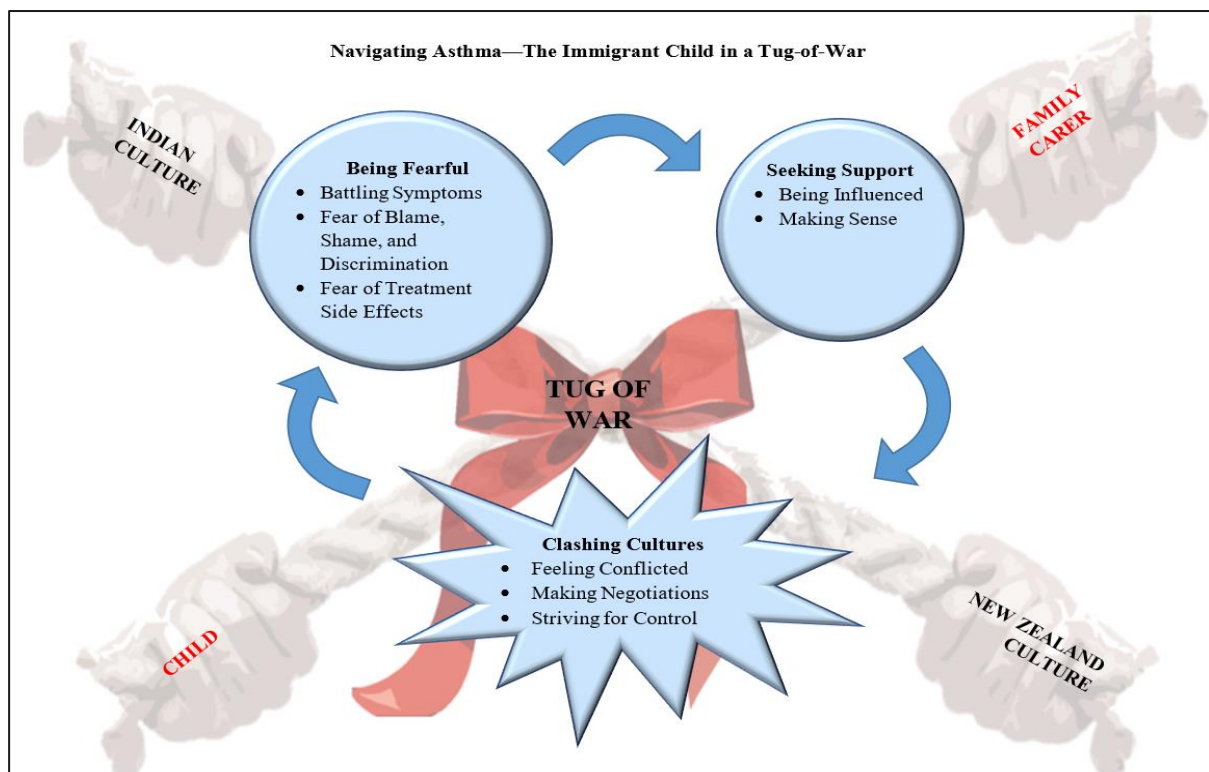 Navigating Asthma—The Immigrant Child in a Tug-of-War
INDIAN
CULTURE
FAMILY
CARER
Being Fearful
• Battling Symptoms
• Fear of Blame,
Shame, and
Discrimination
• Fear of Treatment
Side Effects
Seeking Support
• Being Influenced
• Making Sense
TUG OF
WAR
Clashing Cultures
• Feeling Conflicted
• Making Negotiations
• Striving for Control
CHILD
NEW ZEALAND
CULTURE